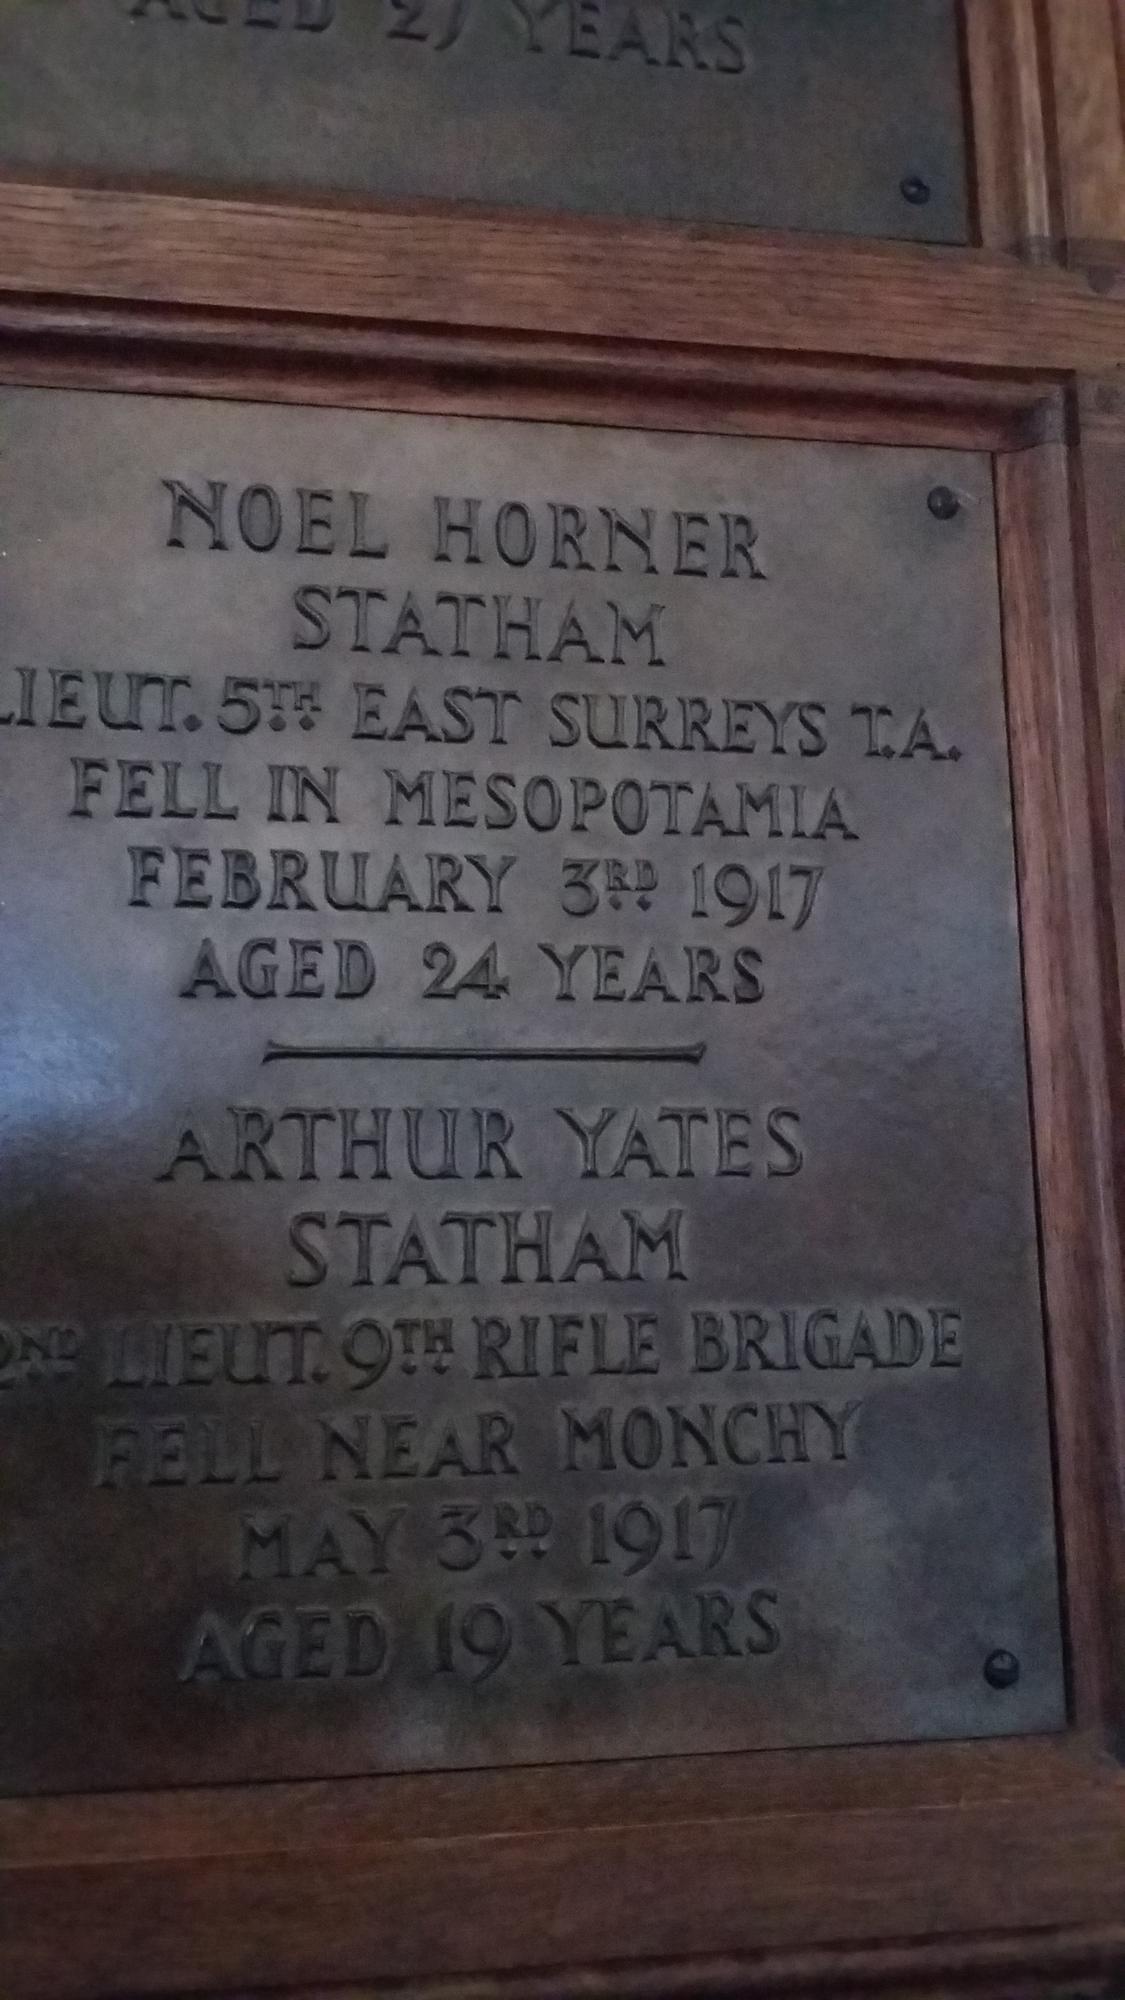 AGED 27 YEARS
NOEL HORNER
STATHAM
LIEUT. 5TH EAST SURREYS T.A.
FELL IN MESOPOTAMIA
FEBRUARY 3RD 1917
AGED 24 YEARS
ARTHUR YATES
STATHAM
2ND LIEUT. 9TH RIFLE BRIGADE
FELL NEAR MONCHY
MAY 3RD 1917
AGED 19 YEARS